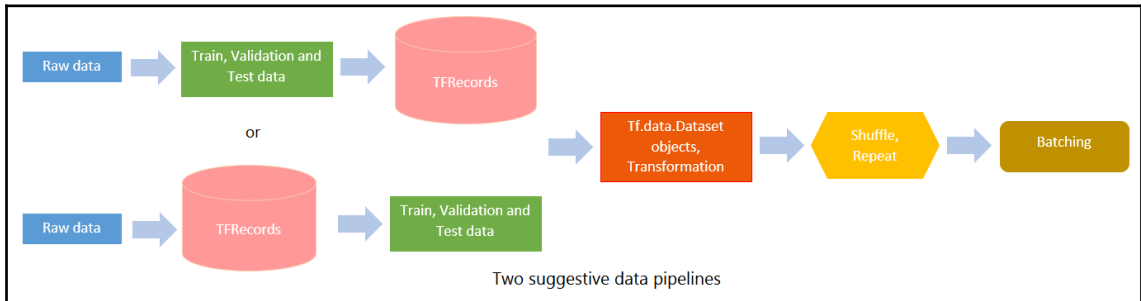 Raw data
Train, Validation and
Test data
TFRecords
or
Raw data
TFRecords
Train, Validation and
Test data
Tf.data.Dataset
objects,
Transformation
Shuffle,
Repeat
Batching
Two suggestive data pipelines